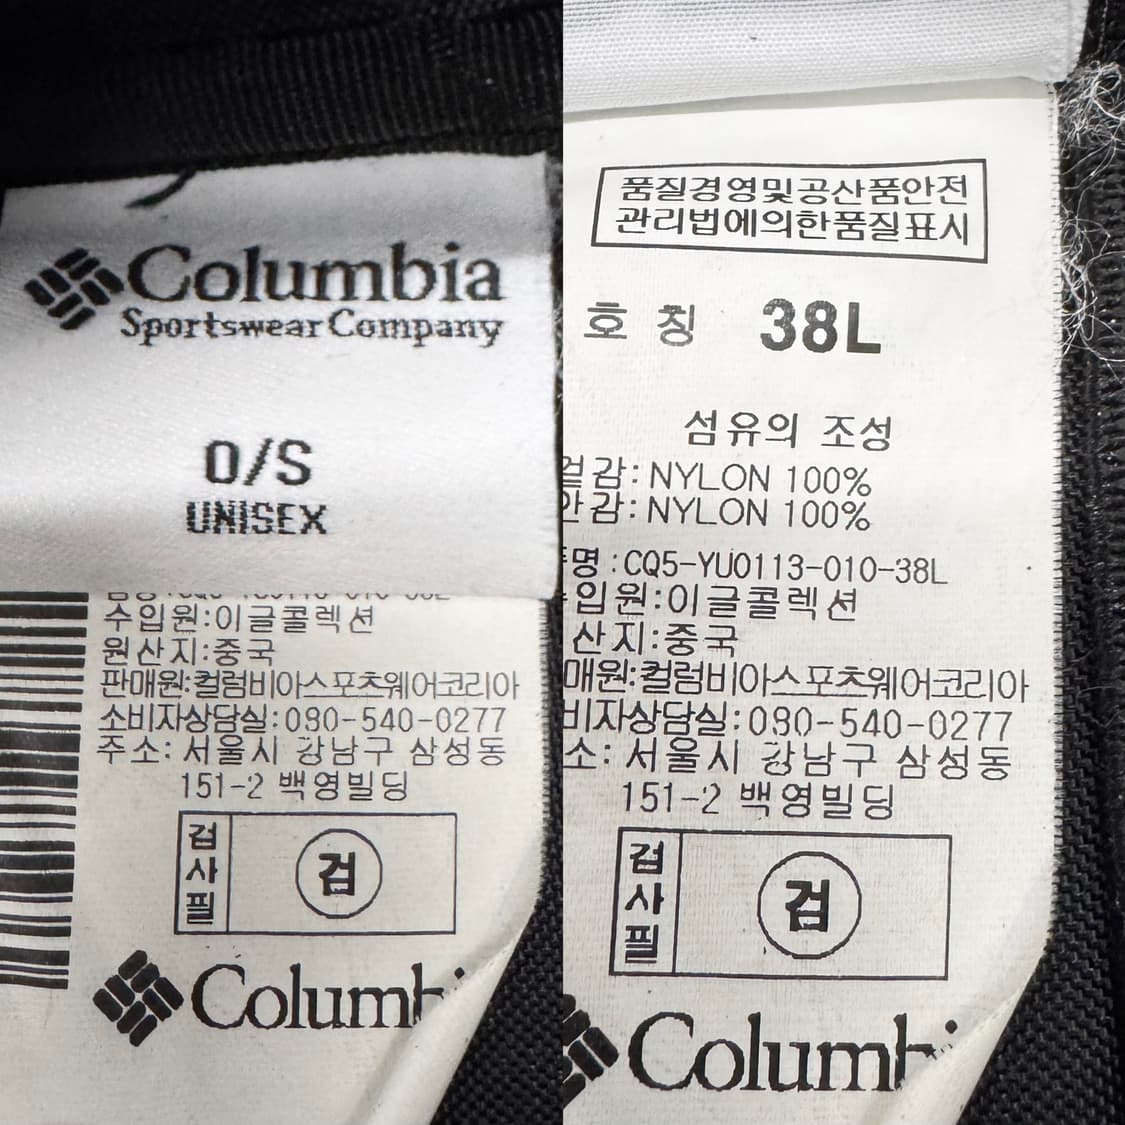 Columbia
Sportswear Company
O/S
UNISEX
수입원:이글콜렉션
원산지:중국
판매원:컬럼비아스포츠웨어코리아
소비자상담실:080-540-0277
주소: 서울시 강남구 삼성동
151-2 백영빌딩
검사필
검
Columbi
품질경영및공산품안전
관리법에의한품질표시
호 칭 38L
섬유의 조성
겉감: NYLON 100%
안감: NYLON 100%
명 :CQ5-YU0113-010-38L
입원:이글콜렉션
산지:중국
매원:컬럼비아스포츠웨어코리아
비자상담실:080-540-0277
소: 서울시 강남구 삼성동
151-2 백영빌딩
검사필
검
Columbi